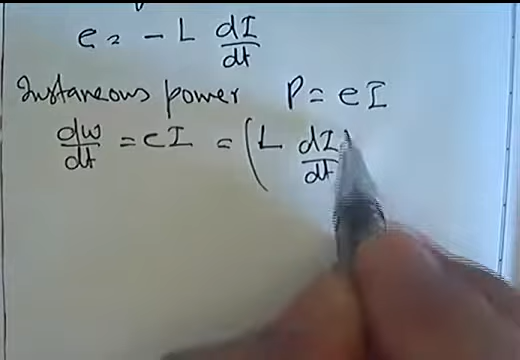 e = - L dI/dt
Instaneous power P = eI
dw/dt = eI = (L dI/dt)